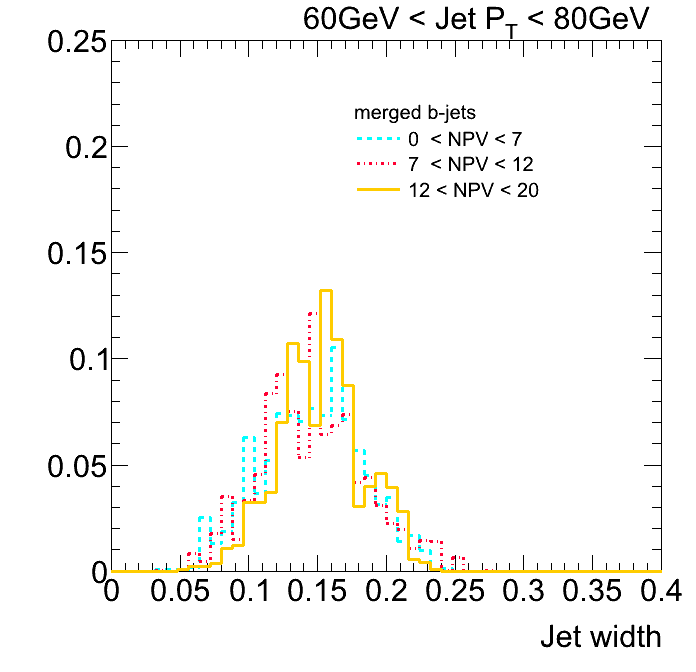 60GeV < Jet P_T < 80GeV
0.25
merged b-jets
0 < NPV < 7
0.2
7 < NPV < 12
12 < NPV < 20
0.15
0.1
0.05
0
0 0.05 0.1 0.15 0.2 0.25 0.3 0.35 0.4
Jet width